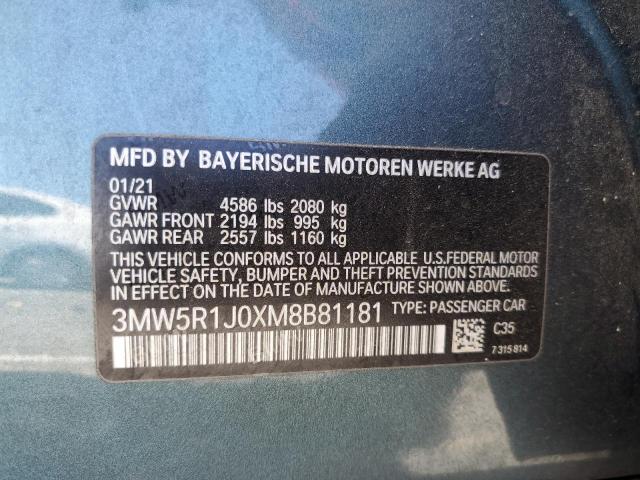 MFD BY BAYERISCHE MOTOREN WERKE AG
01/21
GVWR 4586 lbs 2080 kg
GAWR FRONT 2194 lbs 995 kg
GAWR REAR 2557 lbs 1160 kg
THIS VEHICLE CONFORMS TO ALL APPLICABLE U.S.FEDERAL MOTOR
VEHICLE SAFETY, BUMPER AND THEFT PREVENTION STANDARDS
IN EFFECT ON THE DATE OF MANUFACTURE SHOWN ABOVE.
3MW5R1J0XM8B81181 TYPE: PASSENGER CAR
C35
7315814